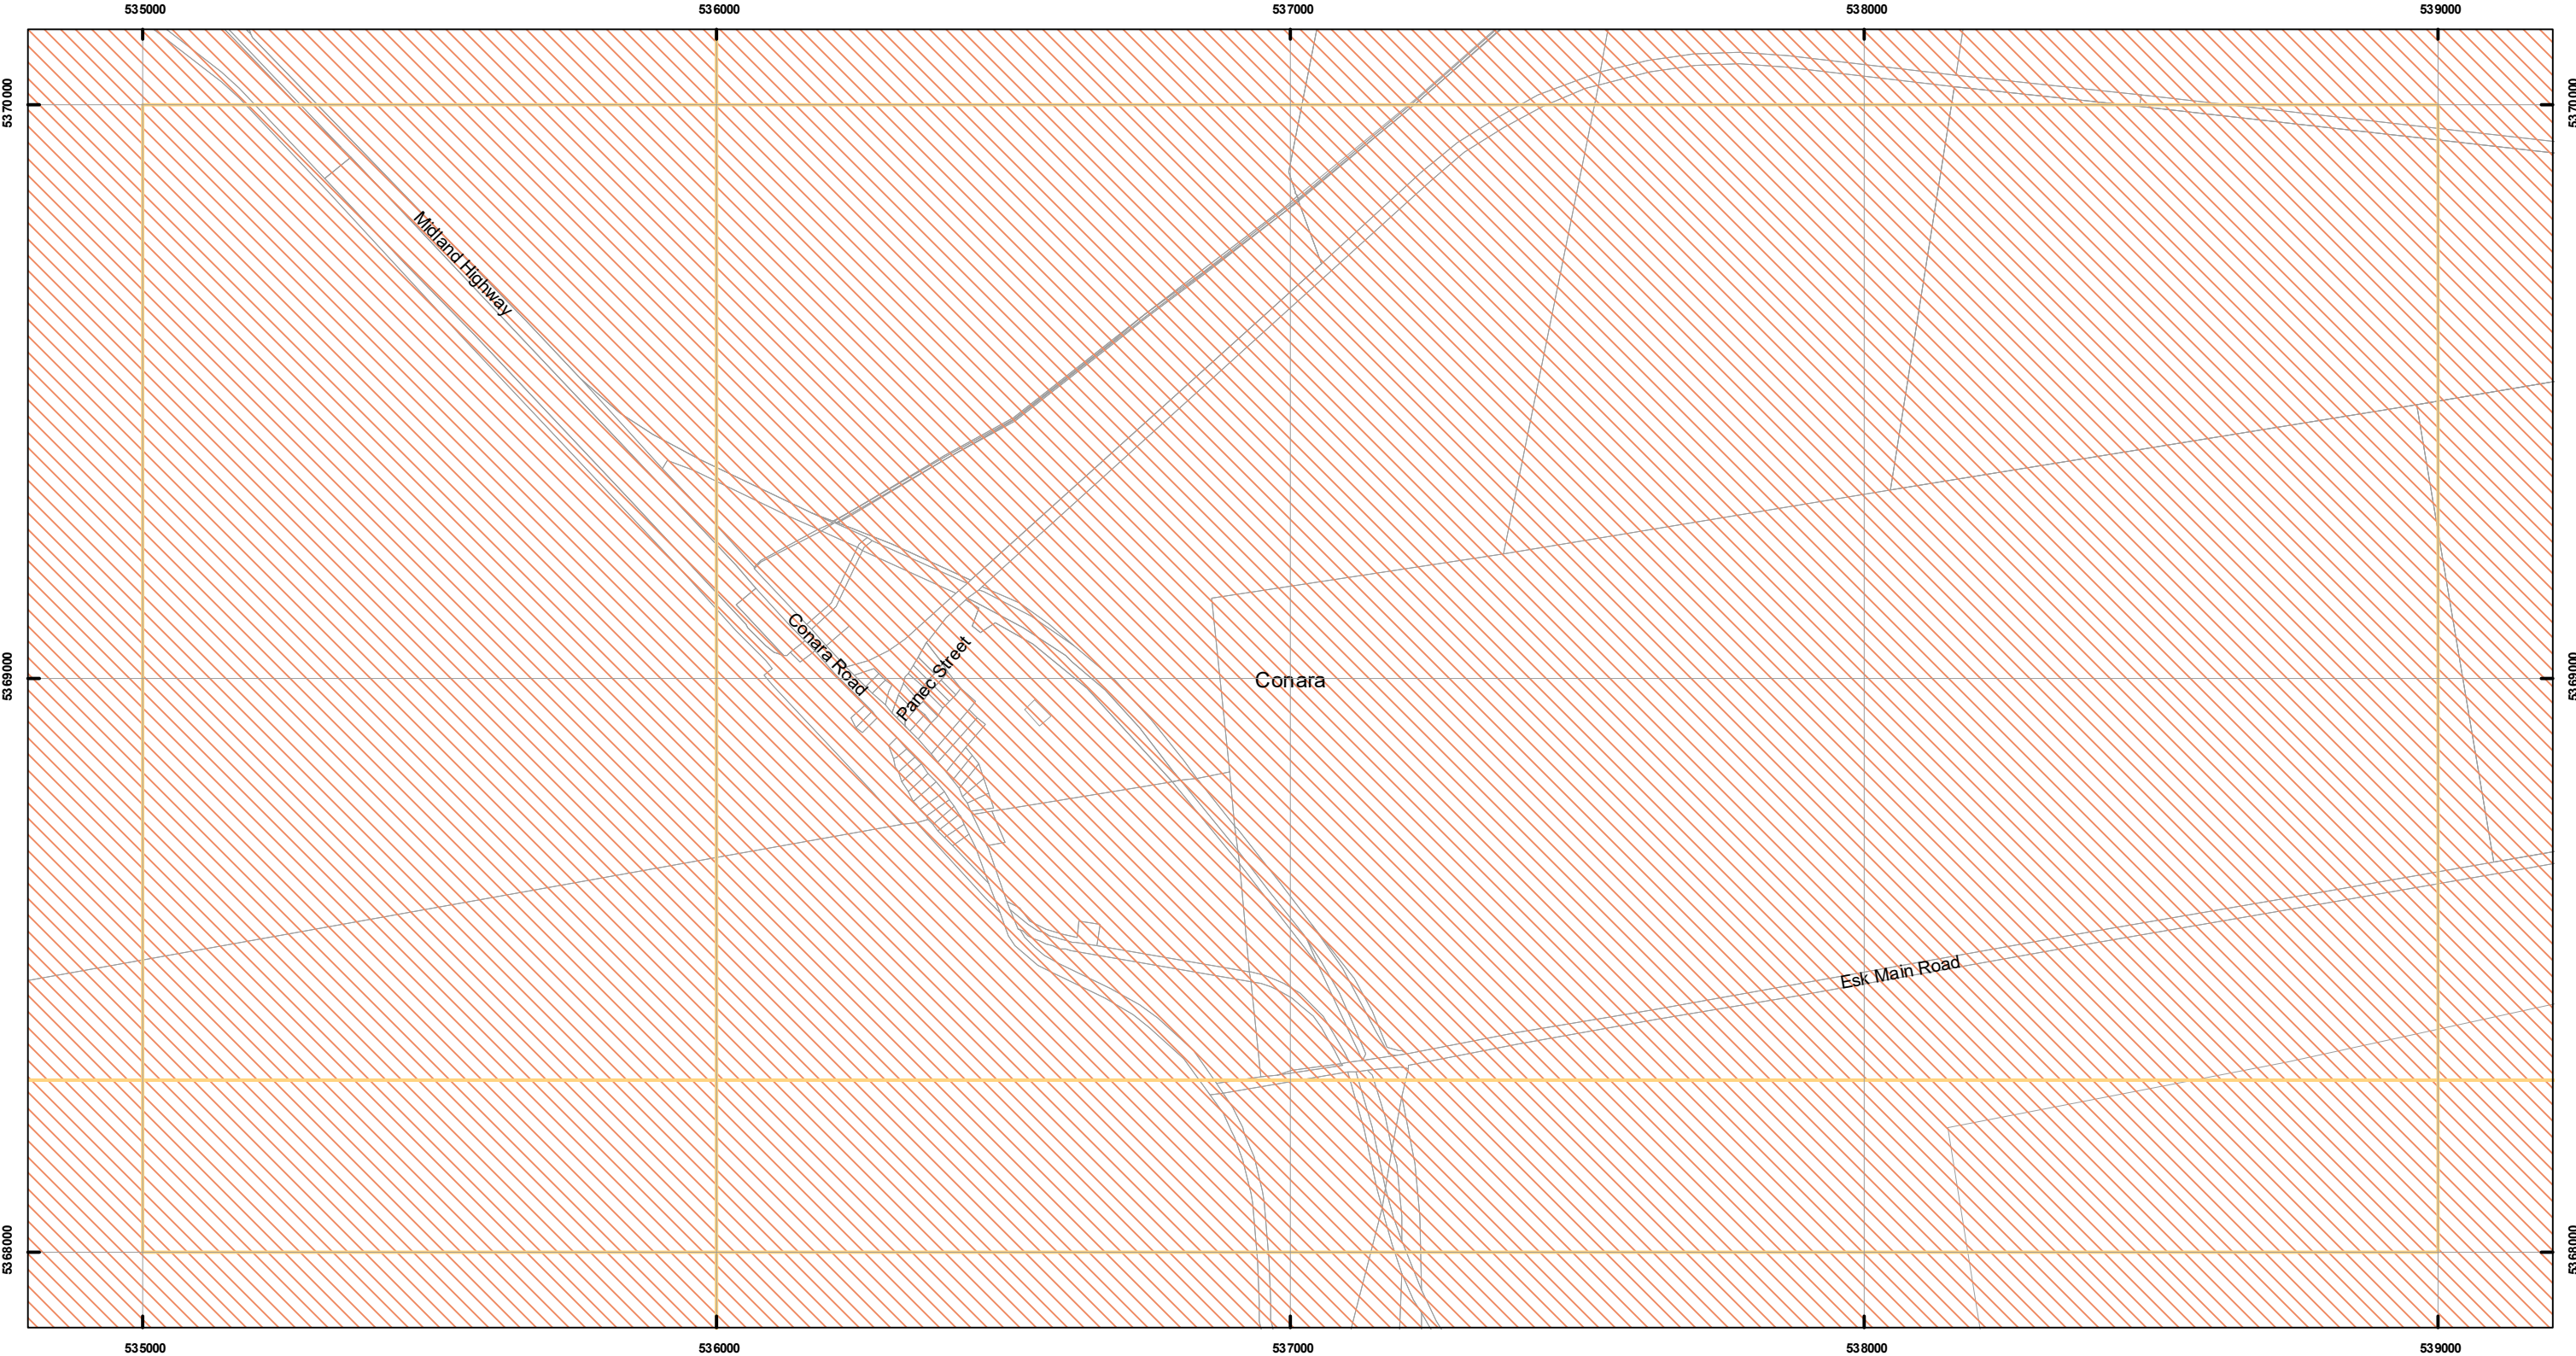 535000 536000 537000 538000 539000
5370000 5370000
Midland Highway
Conara Road
Panec Street
5369000 5369000
Conara
Esk Main Road
5368000 5368000
535000 536000 537000 538000 539000